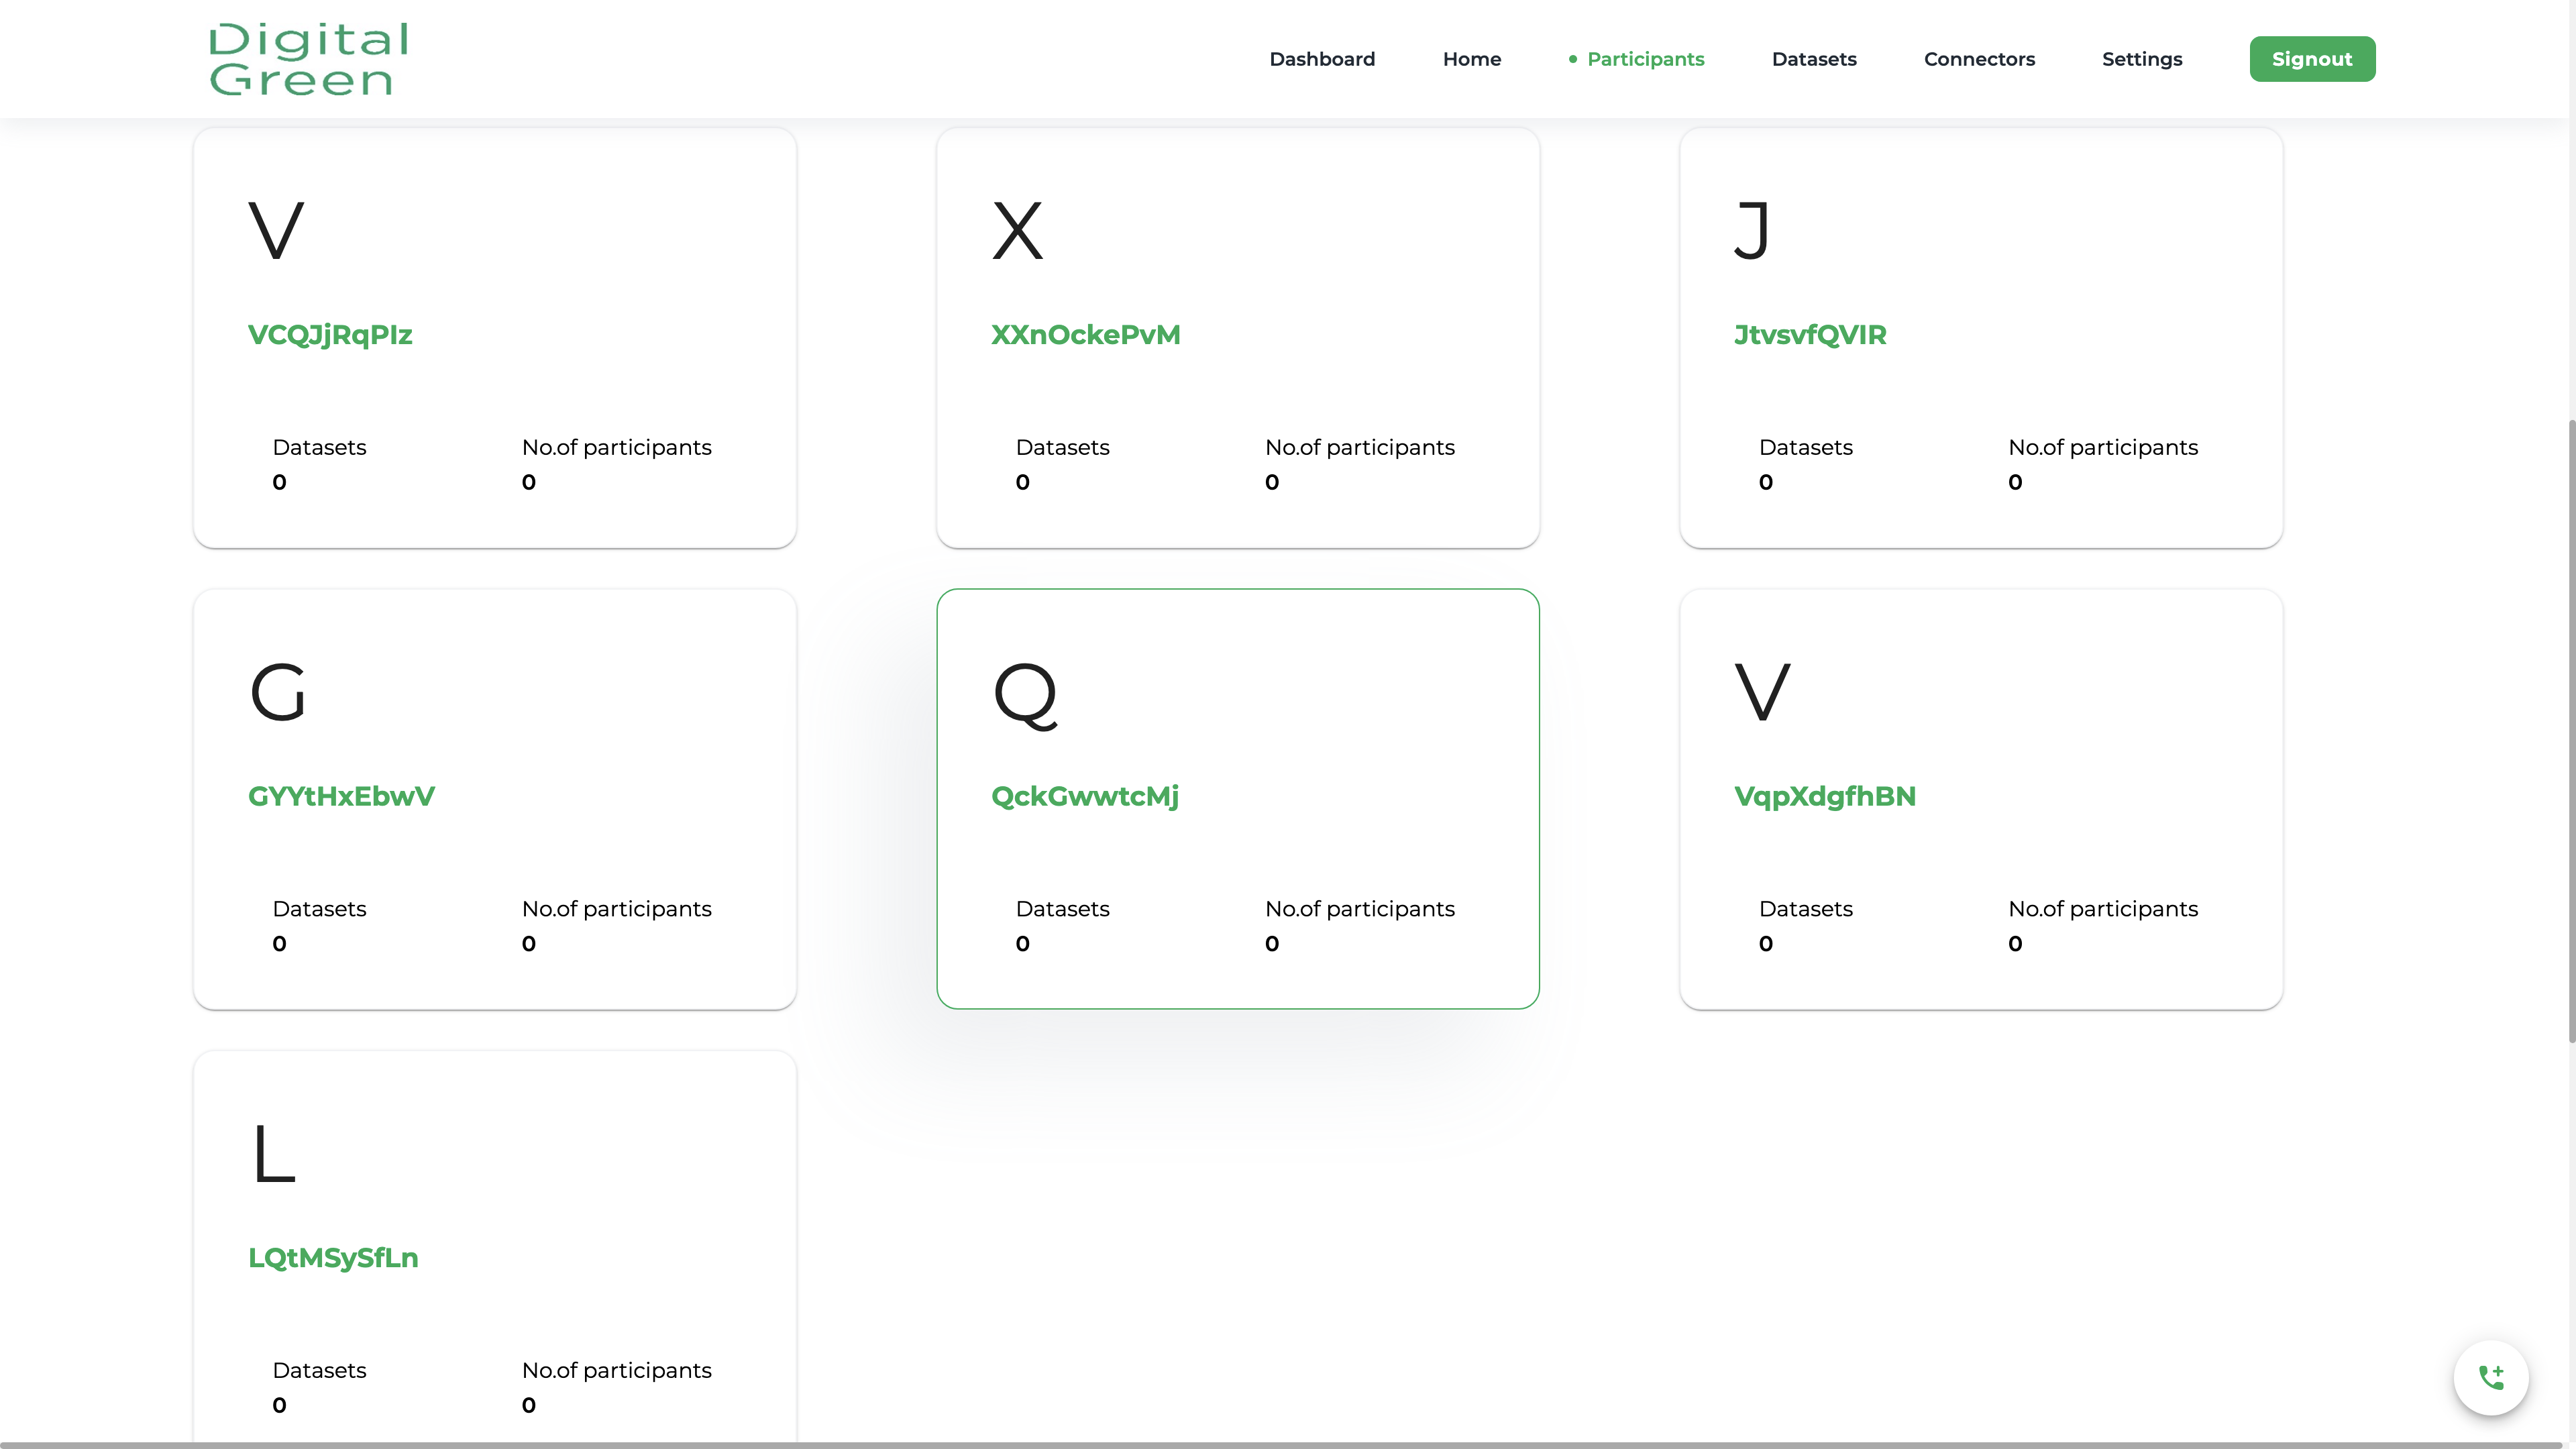 Digital
Green
Dashboard Home Participants Datasets Connectors Settings Signout
V X J
VCQJjRqPIz XXnOckePvM JtvsvfQVIR
Datasets No.of participants Datasets No.of participants Datasets No.of participants
0 0 0 0 0 0
G Q V
GYYtHxEbwV QckGwwtcMj VqpXdgfhBN
Datasets No.of participants Datasets No.of participants Datasets No.of participants
0 0 0 0 0 0
L
LQtMSySfLn
Datasets No.of participants
0 0